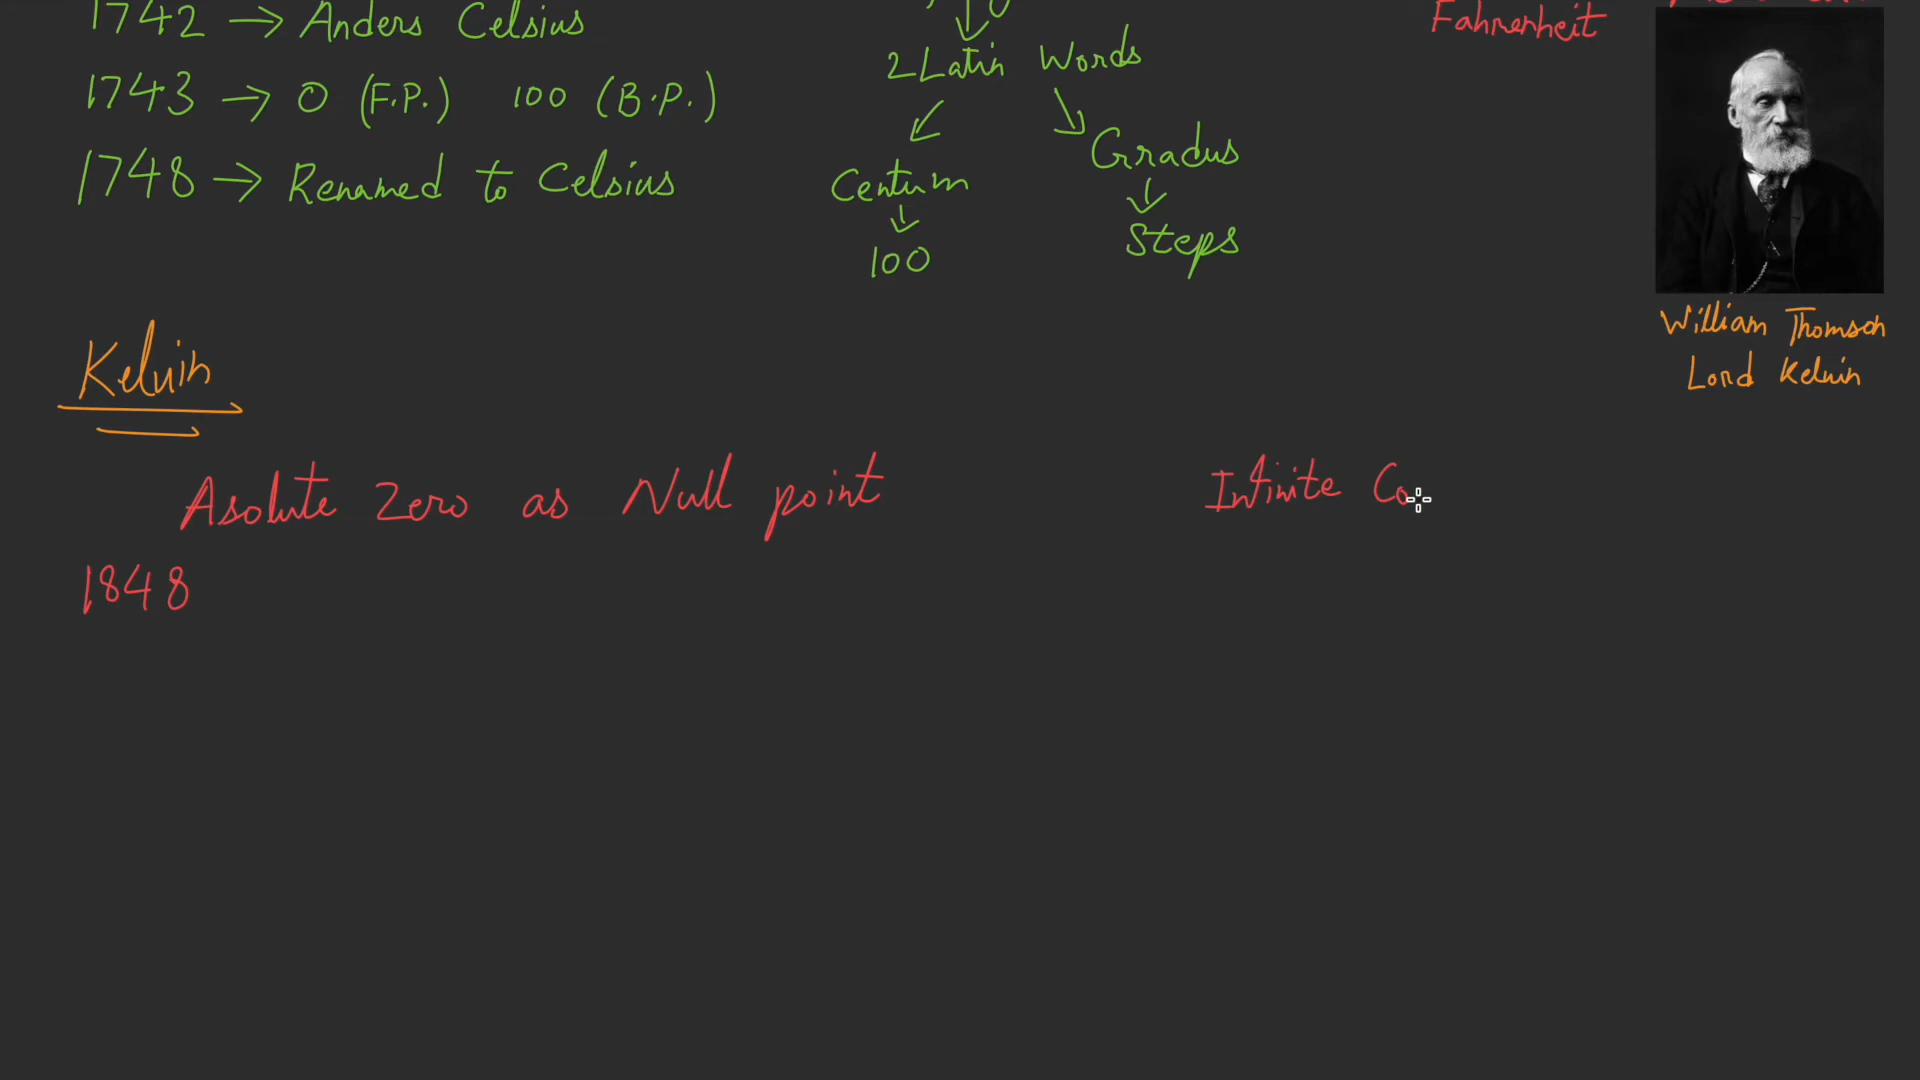 1742 → Anders Celsius
1743 → 0 (F.P.) 100 (B.P.)
1748 → Renamed to Celsius
2 Latin Words
Centum
↓
100
Gradus
↓
Steps
Fahrenheit
William Thomson
Lord Kelvin
Kelvin
Asolute Zero as Null point
Infinite Co
1848